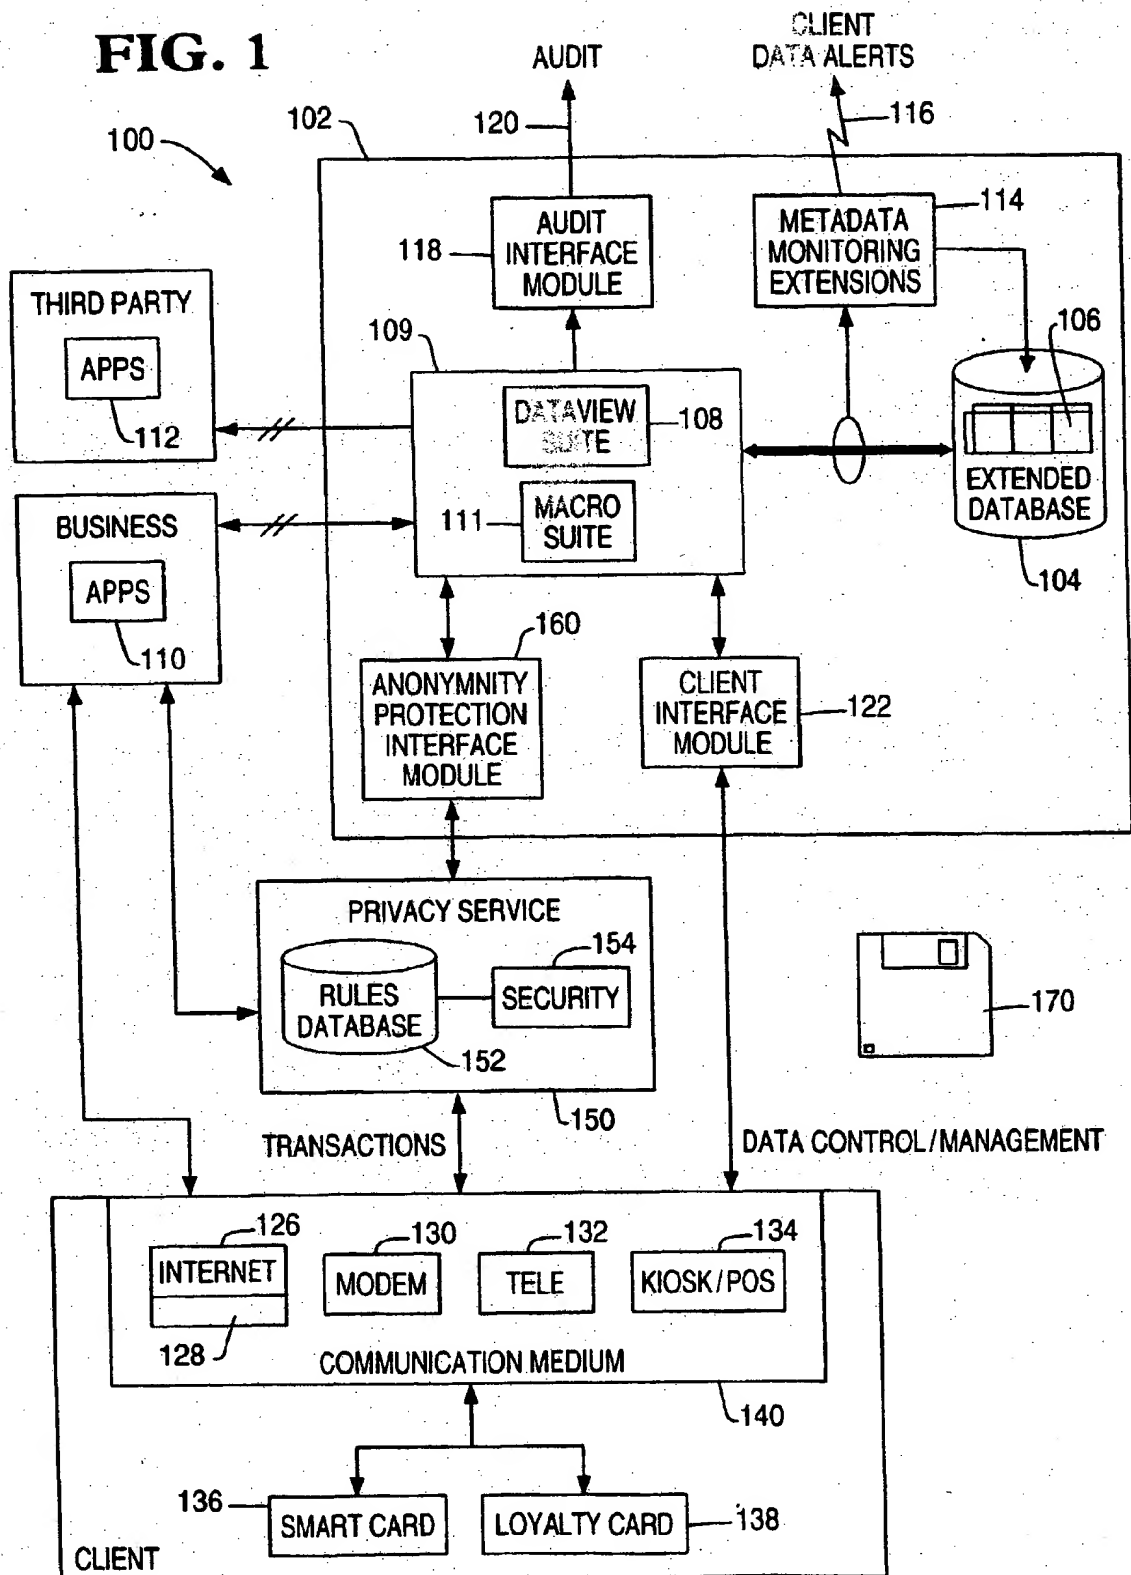 FIG. 1
AUDIT
CLIENT
DATA ALERTS
100
102
120
116
118
AUDIT
INTERFACE
MODULE
METADATA
MONITORING
EXTENSIONS
114
THIRD PARTY
APPS
112
109
DATAVIEW
SUITE
108
106
EXTENDED
DATABASE
104
111
MACRO
SUITE
BUSINESS
APPS
110
160
ANONYMNITY
PROTECTION
INTERFACE
MODULE
CLIENT
INTERFACE
MODULE
122
PRIVACY SERVICE
RULES
DATABASE
152
154
SECURITY
150
170
TRANSACTIONS
DATA CONTROL/MANAGEMENT
126
INTERNET
128
130
MODEM
132
TELE
134
KIOSK/POS
COMMUNICATION MEDIUM
140
136
SMART CARD
LOYALTY CARD
138
CLIENT